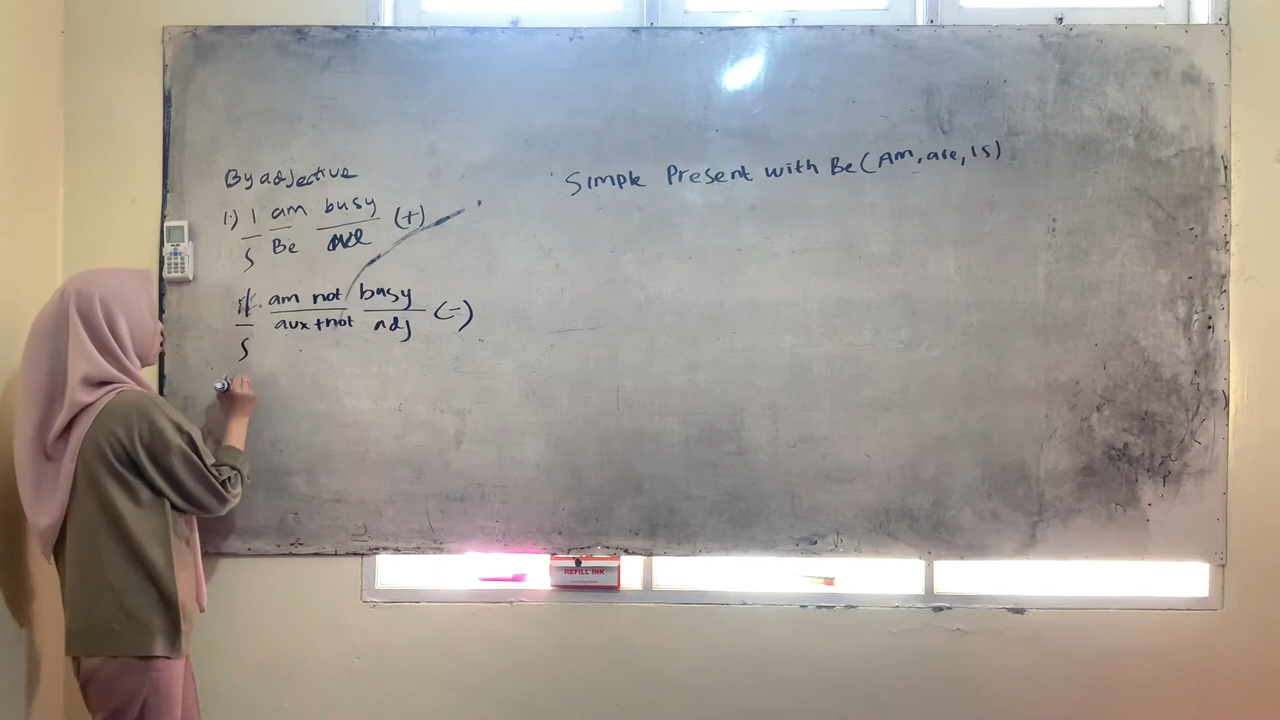 By adjective
Simple Present with Be (Am, are, is)
1.) I am busy (+)
S Be
am not busy (-)
aux+not adj
S
REFILL INK